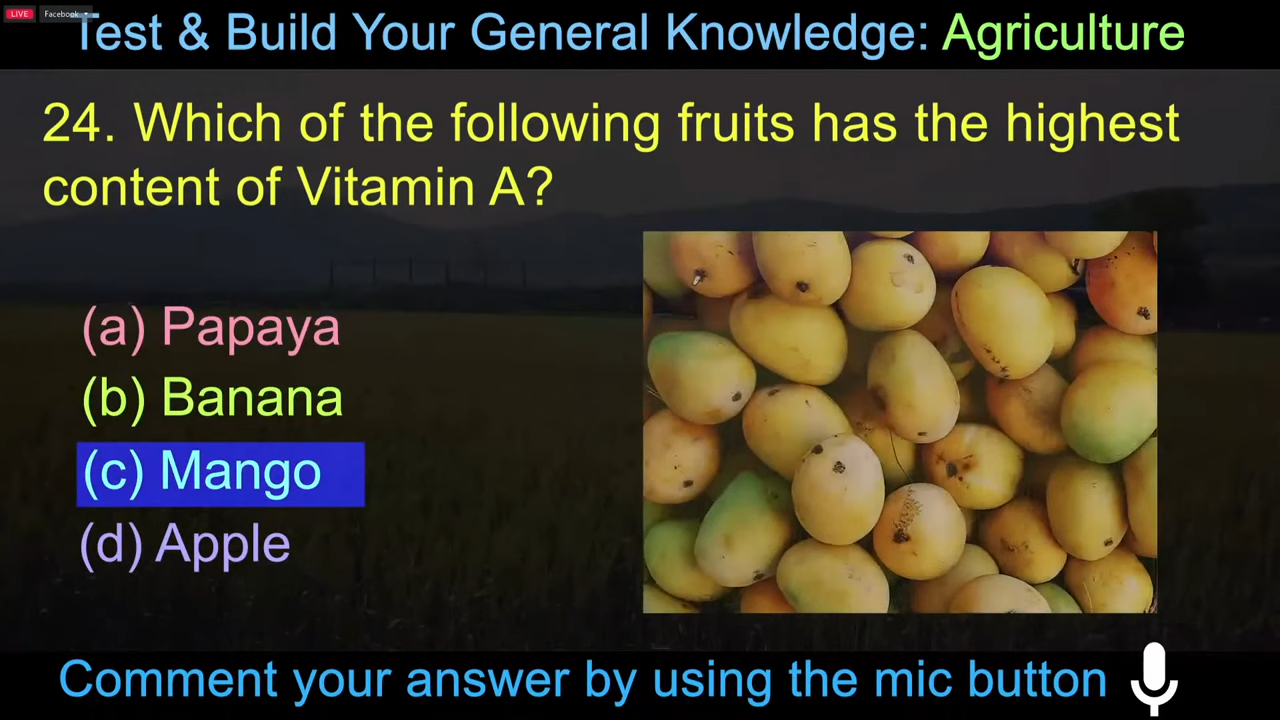 LIVE Facebook
Test & Build Your General Knowledge: Agriculture
24. Which of the following fruits has the highest
content of Vitamin A?
(a) Papaya
(b) Banana
(c) Mango
(d) Apple
Comment your answer by using the mic button